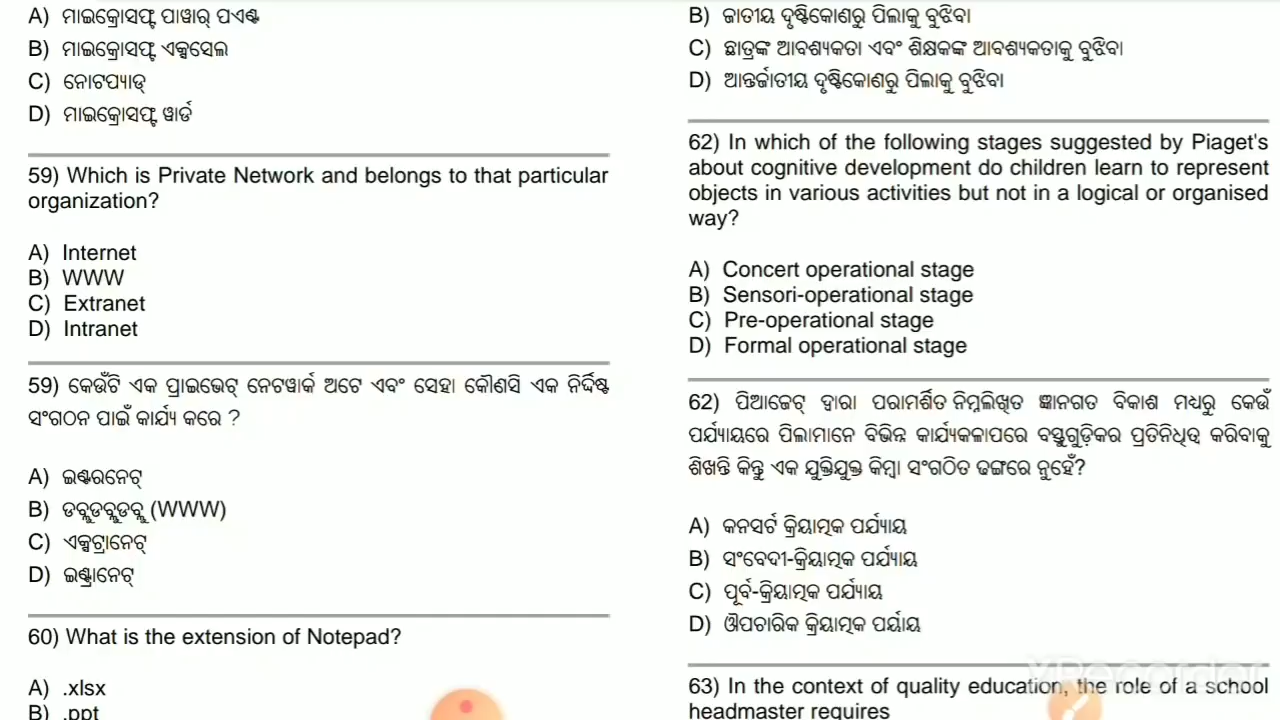 A) ମାଇକ୍ରୋସଫ୍ଟ ପାୱାର୍ ପଏଣ୍ଟ
B) ମାଇକ୍ରୋସଫ୍ଟ ଏକ୍ସସେଲ
C) ନୋଟପ୍ୟାଡ୍
D) ମାଇକ୍ରୋସଫ୍ଟ ୱାର୍ଡ
59) Which is Private Network and belongs to that particular
organization?
A) Internet
B) WWW
C) Extranet
D) Intranet
59) କେଉଁଟି ଏକ ପ୍ରାଇଭେଟ୍ ନେଟୱାର୍କ ଅଟେ ଏବଂ ସେହା କୌଣସି ଏକ ନିର୍ଦ୍ଦିଷ୍ଟ
ସଂଗଠନ ପାଇଁ କାର୍ଯ୍ୟ କରେ ?
A) ଇଣ୍ଟରନେଟ୍
B) ଡବ୍ଲୁଡବ୍ଲୁଡବ୍ଲୁ (WWW)
C) ଏକ୍ସଟ୍ରାନେଟ୍
D) ଇଣ୍ଟ୍ରାନେଟ୍
60) What is the extension of Notepad?
A) .xlsx
B) .ppt
B) ଜାତୀୟ ଦୃଷ୍ଟିକୋଣରୁ ପିଲାକୁ ବୁଝିବା
C) ଛାତ୍ରଙ୍କ ଆବଶ୍ୟକତା ଏବଂ ଶିକ୍ଷକଙ୍କ ଆବଶ୍ୟକତାକୁ ବୁଝିବା
D) ଆନ୍ତର୍ଜାତୀୟ ଦୃଷ୍ଟିକୋଣରୁ ପିଲାକୁ ବୁଝିବା
62) In which of the following stages suggested by Piaget's
about cognitive development do children learn to represent
objects in various activities but not in a logical or organised
way?
A) Concert operational stage
B) Sensori-operational stage
C) Pre-operational stage
D) Formal operational stage
62) ପିଆଜେଟ୍ ଦ୍ୱାରା ପରାମର୍ଶିତ ନିମ୍ନଲିଖିତ ଜ୍ଞାନଗତ ବିକାଶ ମଧ୍ୟରୁ କେଉଁ
ପର୍ଯ୍ୟାୟରେ ପିଲାମାନେ ବିଭିନ୍ନ କାର୍ଯ୍ୟକଳାପରେ ବସ୍ତୁଗୁଡ଼ିକର ପ୍ରତିନିଧିତ୍ୱ କରିବାକୁ
ଶିଖନ୍ତି କିନ୍ତୁ ଏକ ଯୁକ୍ତିଯୁକ୍ତ କିମ୍ବା ସଂଗଠିତ ଢଙ୍ଗରେ ନୁହେଁ?
A) କନସର୍ଟ କ୍ରିୟାତ୍ମକ ପର୍ଯ୍ୟାୟ
B) ସଂବେଦୀ-କ୍ରିୟାତ୍ମକ ପର୍ଯ୍ୟାୟ
C) ପୂର୍ବ-କ୍ରିୟାତ୍ମକ ପର୍ଯ୍ୟାୟ
D) ଔପଚାରିକ କ୍ରିୟାତ୍ମକ ପର୍ଯାୟ
XRecorder
63) In the context of quality education, the role of a school
headmaster requires